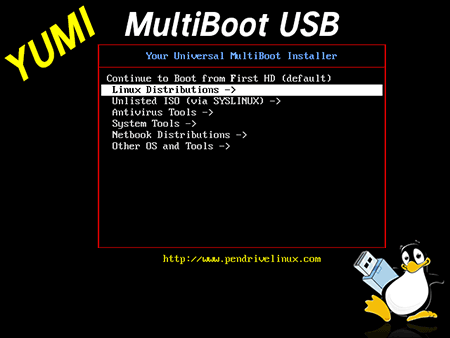 YUMI
MultiBoot USB
Your Universal MultiBoot Installer
Continue to Boot from First HD (default)
Linux Distributions ->
Unlisted ISO (via SYSLINUX) ->
Antivirus Tools ->
System Tools ->
Netbook Distributions ->
Other OS and Tools ->
http://www.pendrivelinux.com